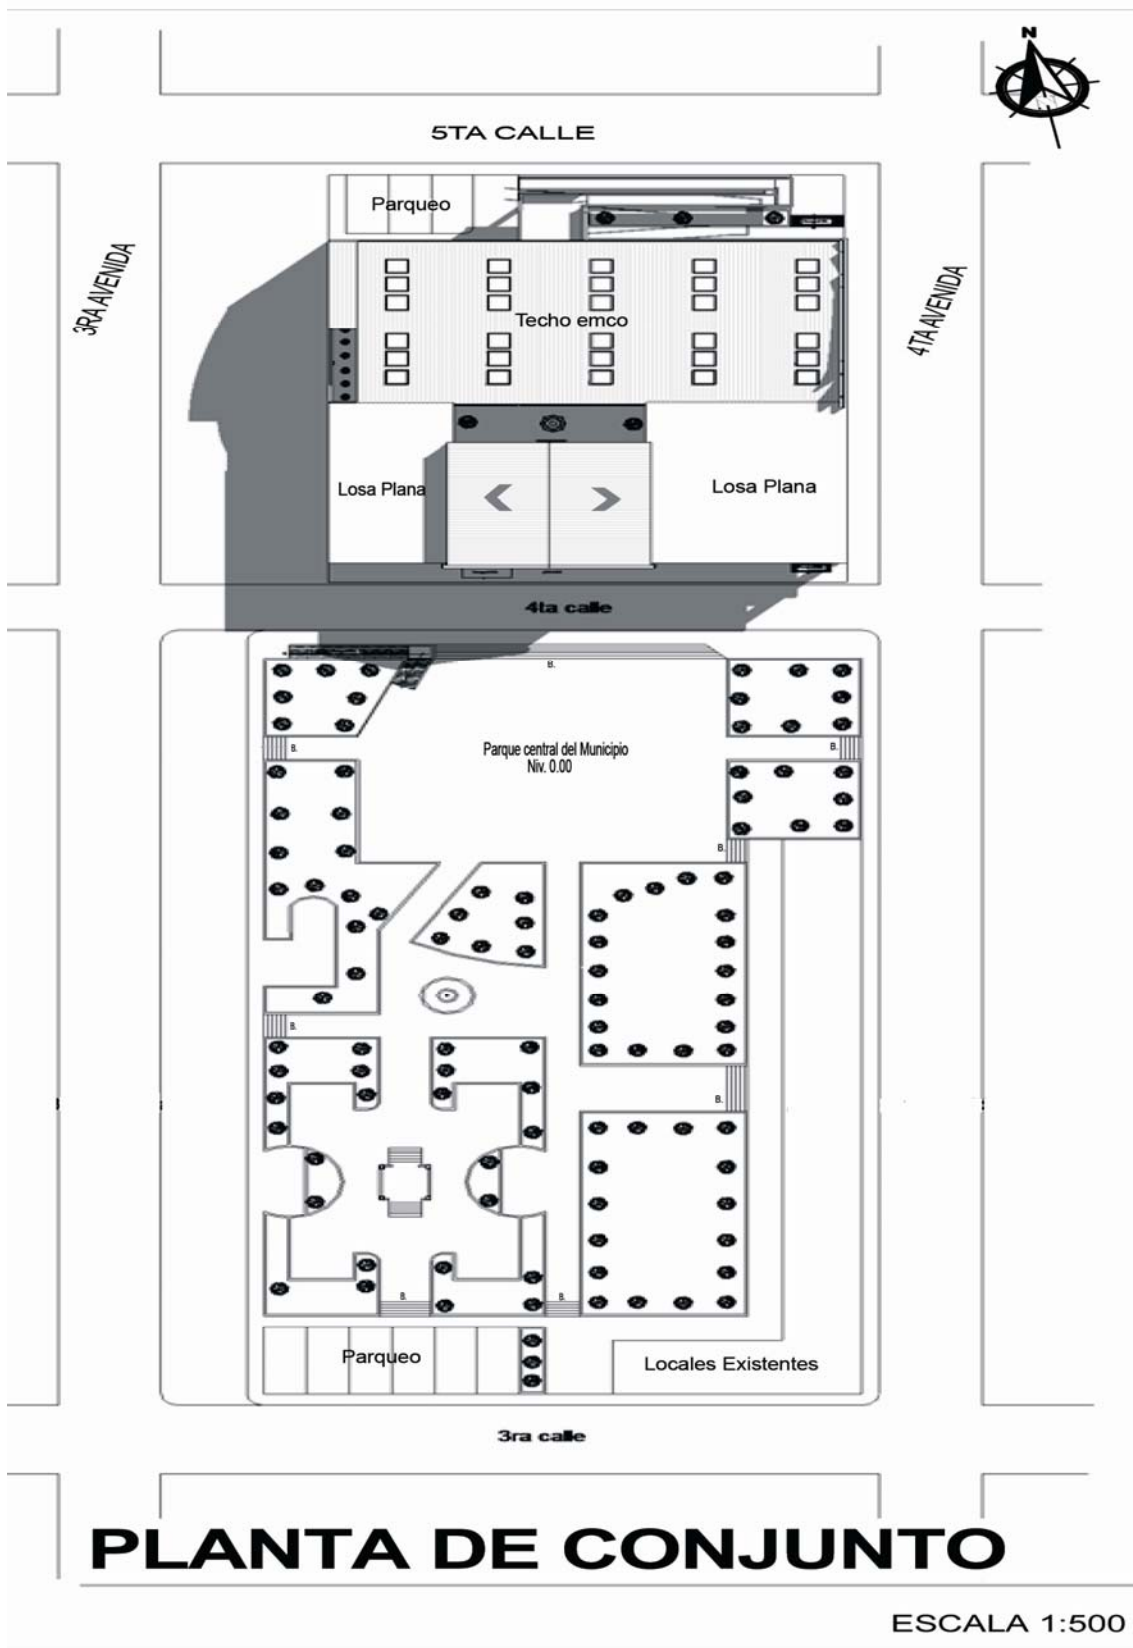 N
N
5TA CALLE
Parqueo
3RA AVENIDA
4TA AVENIDA
Techo emco
Losa Plana
Losa Plana
4ta calle
B.
B.
B.
Parque central del Municipio
Niv. 0.00
B.
B.
B.
B.
B.
Parqueo
Locales Existentes
3ra calle
PLANTA DE CONJUNTO
ESCALA 1:500